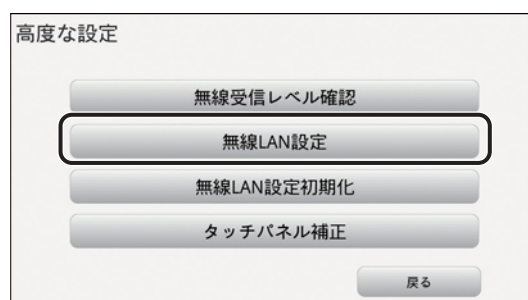 高度な設定
無線受信レベル確認
無線LAN設定
無線LAN設定初期化
タッチパネル補正
戻る